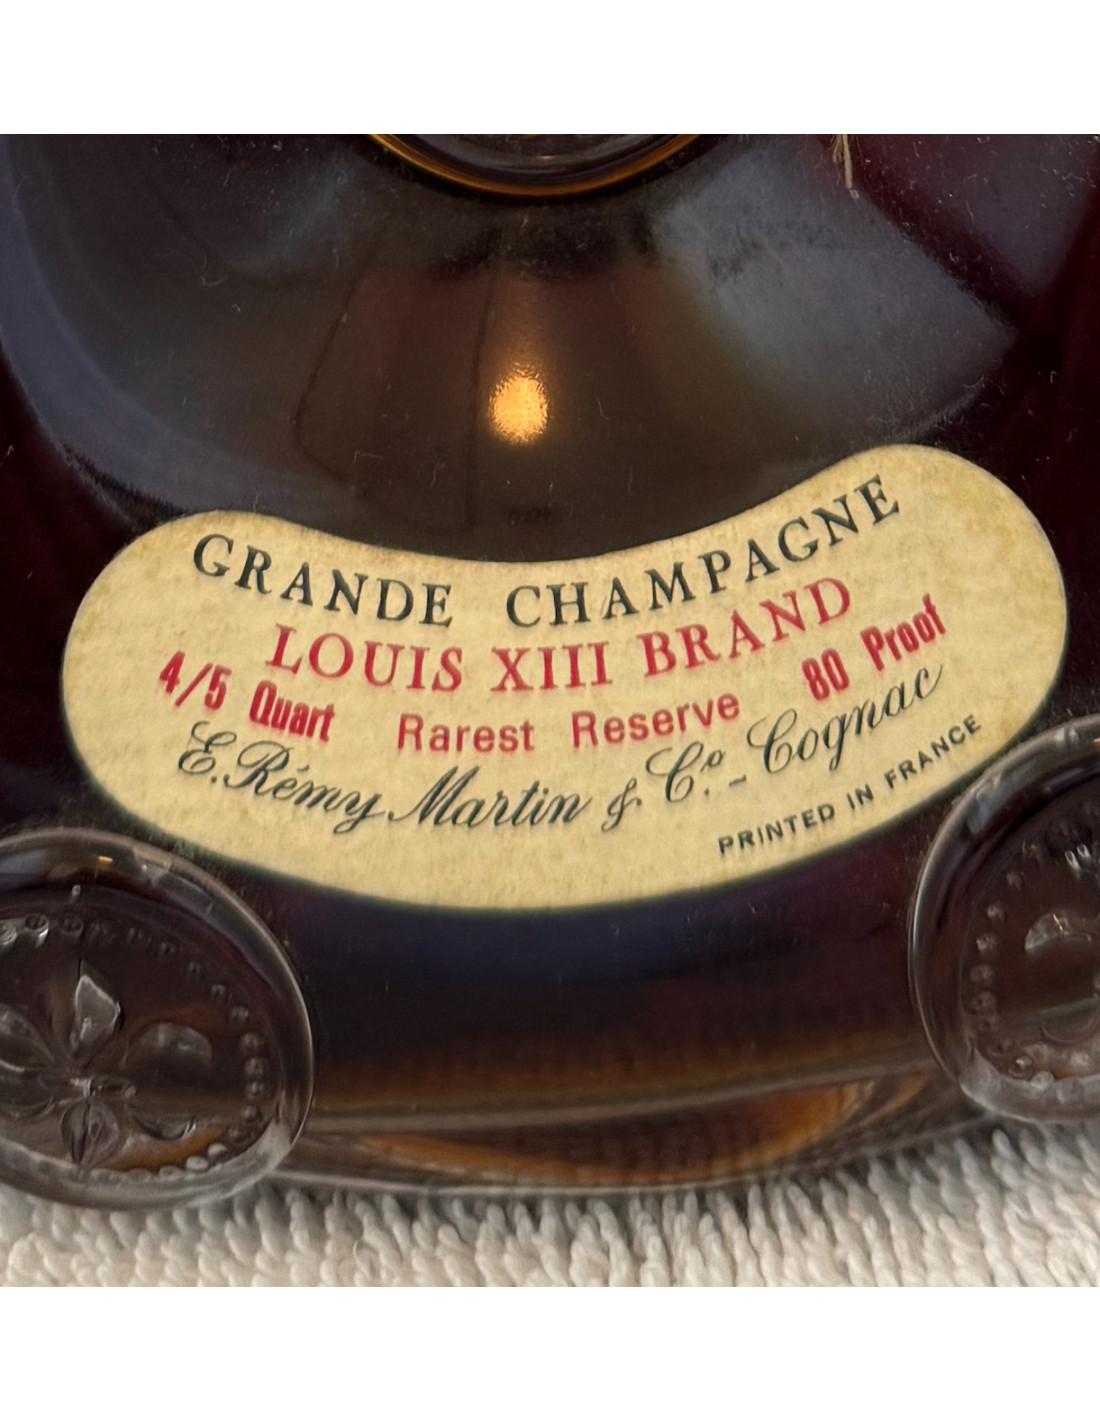 GRANDE CHAMPAGNE
LOUIS XIII BRAND
4/5 Quart Rarest Reserve 80 Proof
E. Rémy Martin & Co. - Cognac
PRINTED IN FRANCE